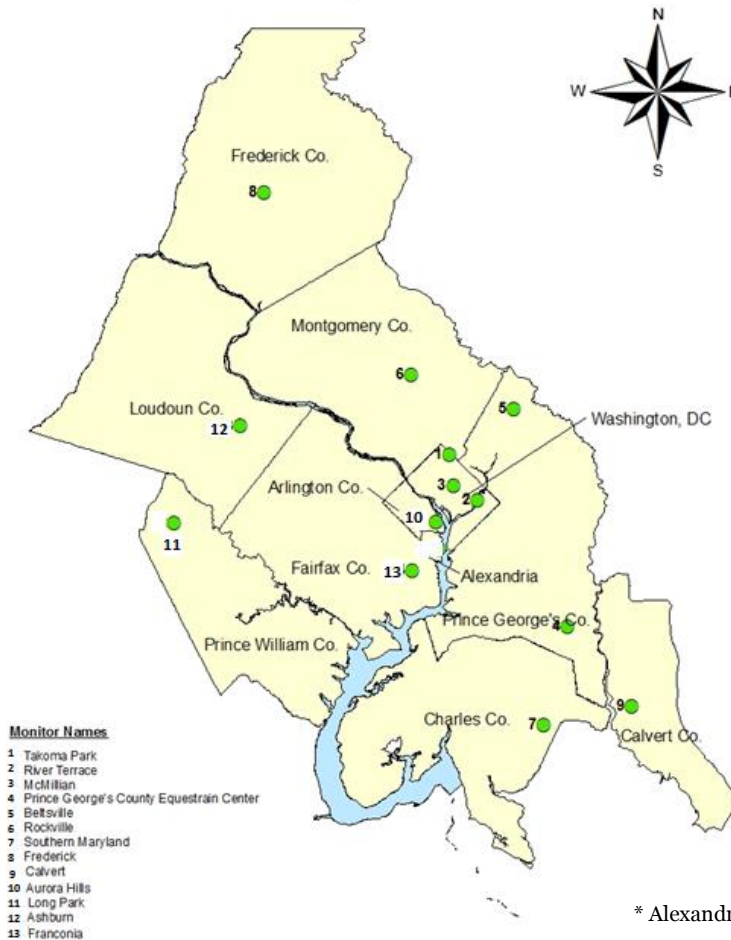 N
W
S
Frederick Co.
8
Montgomery Co.
6
Loudoun Co.
12
5
Washington, DC
1
3
Arlington Co.
2
10
11
Fairfax Co.
13
Alexandria
Prince George's Co.
4
Prince William Co.
Charles Co.
7
9
Calvert Co.
Monitor Names
1 Takoma Park
2 River Terrace
3 McMillian
4 Prince George's County Equestrain Center
5 Beltsville
6 Rockville
7 Southern Maryland
8 Frederick
9 Calvert
10 Aurora Hills
11 Long Park
12 Ashburn
13 Franconia